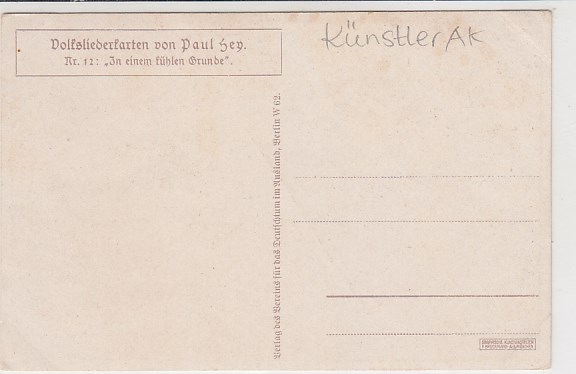 Volksliederkarten von Paul Hey.
Nr. 12: „In einem kühlen Grunde“.
Künstler AK
Verlag des Vereins für das Deutschtum im Ausland, Berlin W 62.